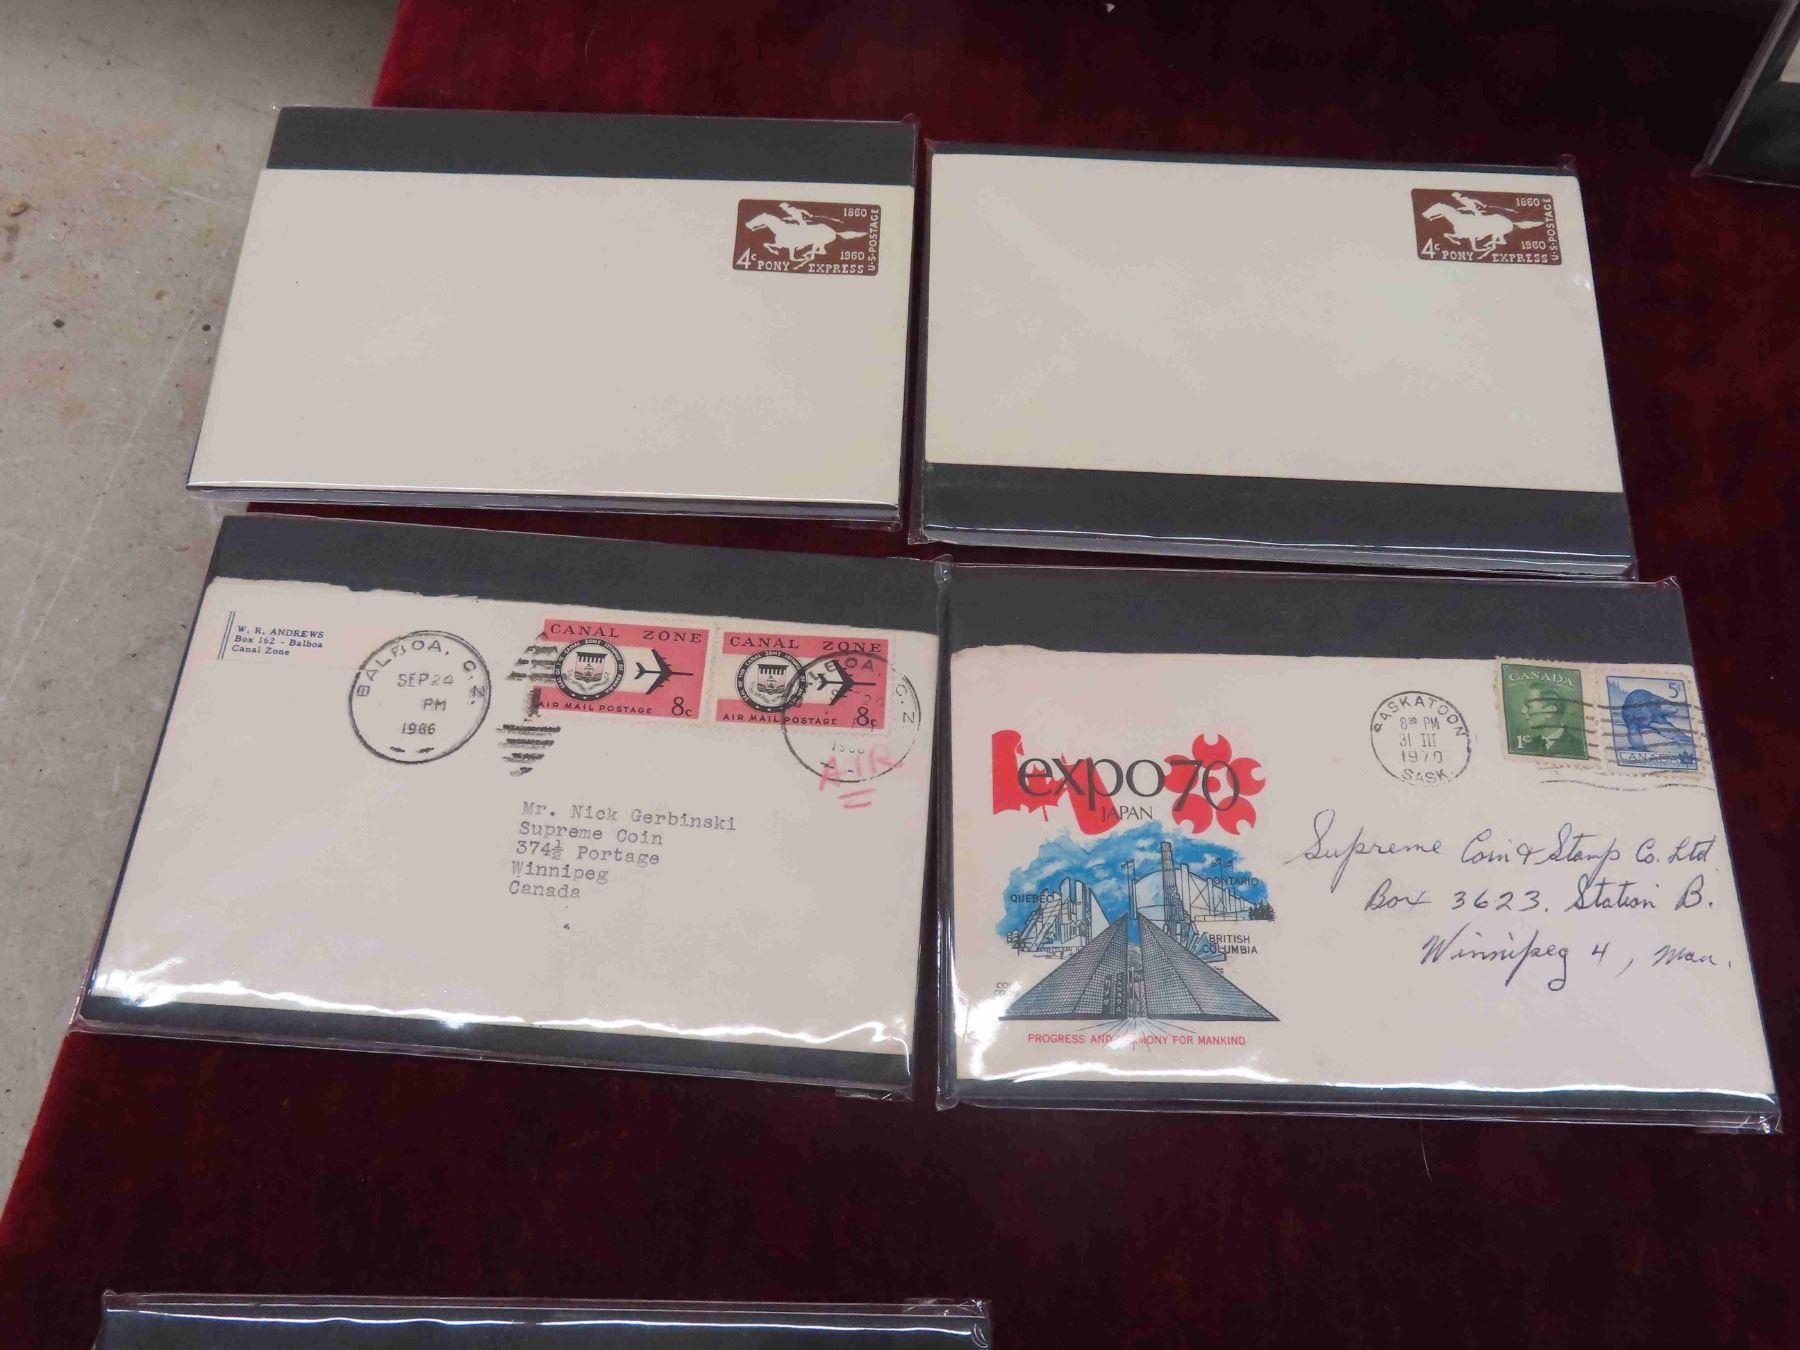 1860
1960
4c PONY EXPRESS
U.S. POSTAGE
1860
1960
4c PONY EXPRESS
U.S. POSTAGE
W. R. ANDREWS
Box 162 - Balboa
Canal Zone
BALBOA, C. Z.
SEP 24
PM
1966
CANAL ZONE
AIR MAIL POSTAGE 8c
CANAL ZONE
AIR MAIL POSTAGE 8c
AIR
Mr. Nick Gerbinski
Supreme Coin
374½ Portage
Winnipeg
Canada
SASKATOON
8 30 PM
31 III
1970
SASK.
CANADA
1c
5c
CANADA
expo 70
JAPAN
QUEBEC
ONTARIO
BRITISH
COLUMBIA
PROGRESS AND HARMONY FOR MANKIND
Supreme Coin & Stamp Co. Ltd.
Box 3623. Station B.
Winnipeg 4, Man.